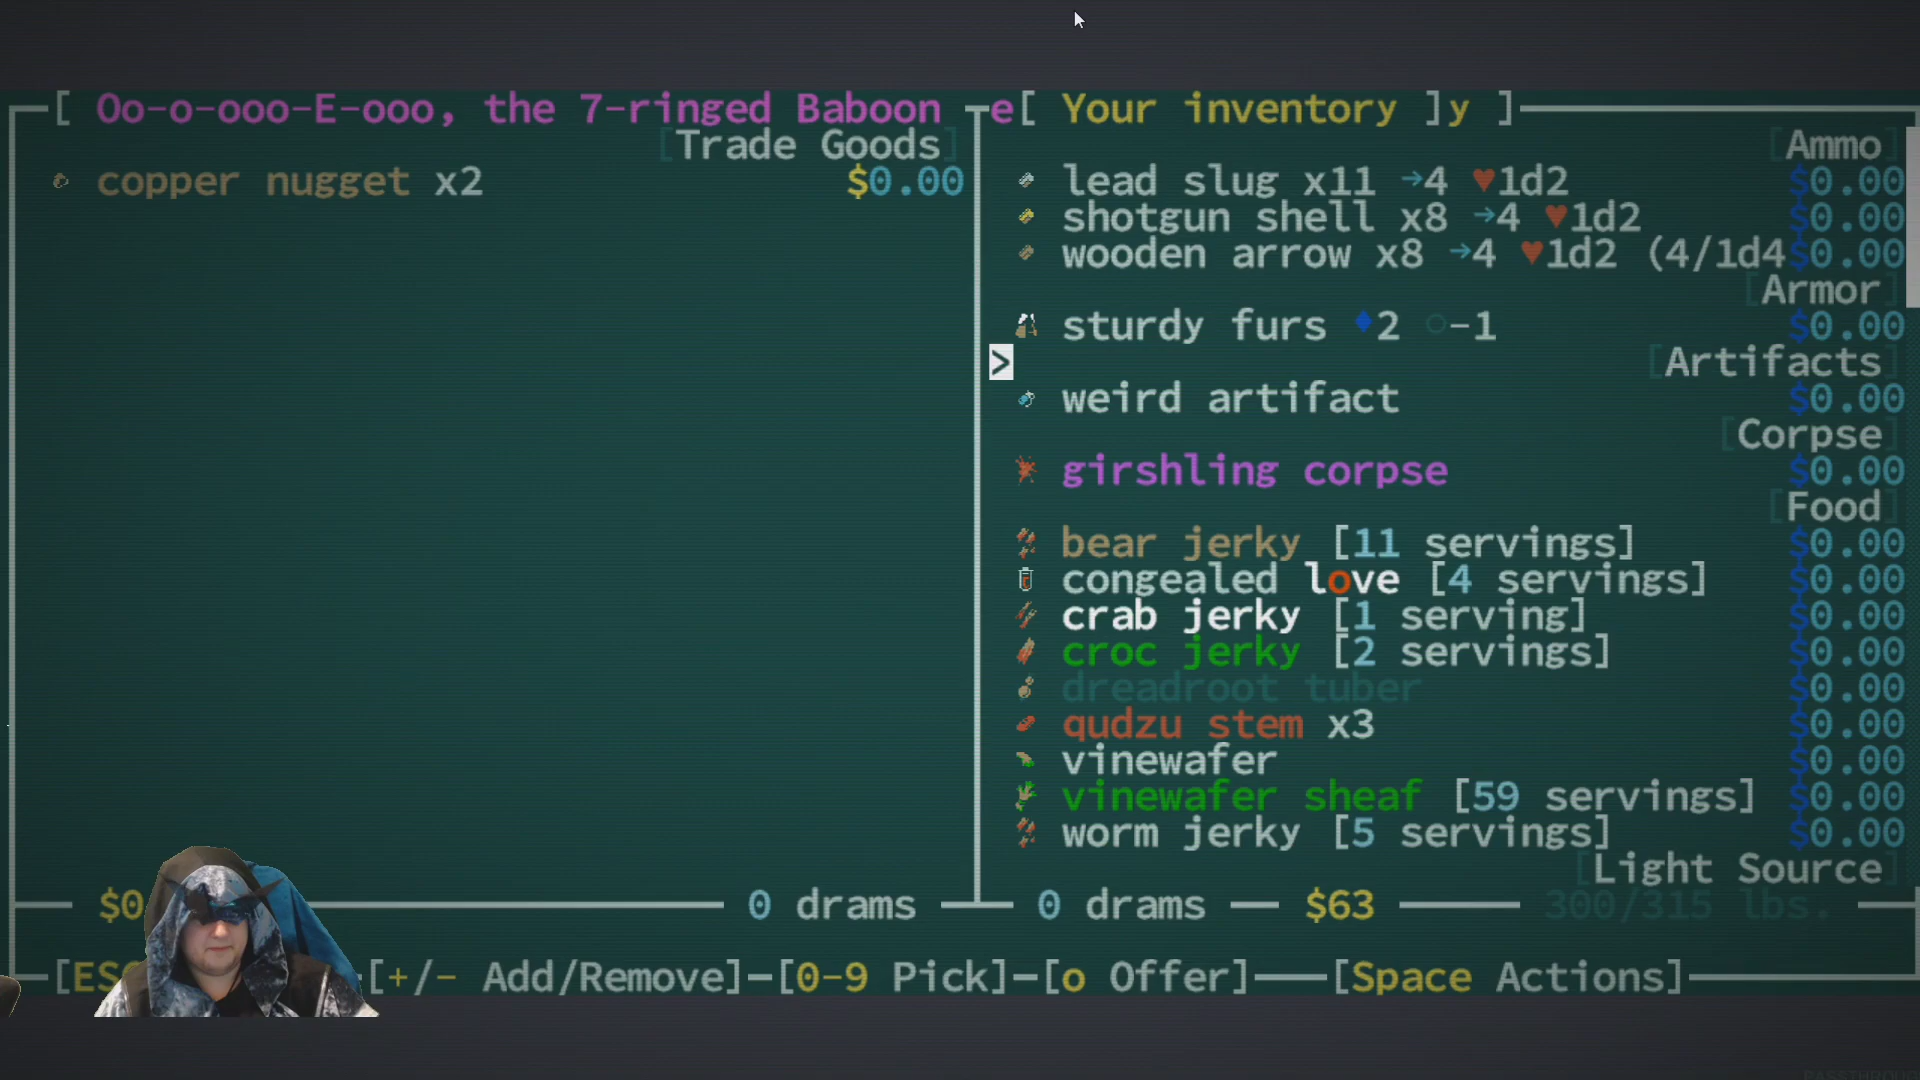 [ Oo-o-ooo-E-ooo, the 7-ringed Baboon e[ Your inventory ]y ]
[Trade Goods]
copper nugget x2 $0.00
[Ammo]
lead slug x11 →4 ♥1d2 $0.00
shotgun shell x8 →4 ♥1d2 $0.00
wooden arrow x8 →4 ♥1d2 (4/1d4 $0.00
[Armor]
sturdy furs ♦2 ○-1 $0.00
> [Artifacts]
weird artifact $0.00
[Corpse]
girshling corpse $0.00
[Food]
bear jerky [11 servings] $0.00
congealed love [4 servings] $0.00
crab jerky [1 serving] $0.00
croc jerky [2 servings] $0.00
dreadroot tuber $0.00
qudzu stem x3 $0.00
vinewafer $0.00
vinewafer sheaf [59 servings] $0.00
worm jerky [5 servings] $0.00
[Light Source]
$0 0 drams 0 drams $63 300/315 lbs.
[ESC [+/- Add/Remove] [0-9 Pick] [o Offer] [Space Actions]